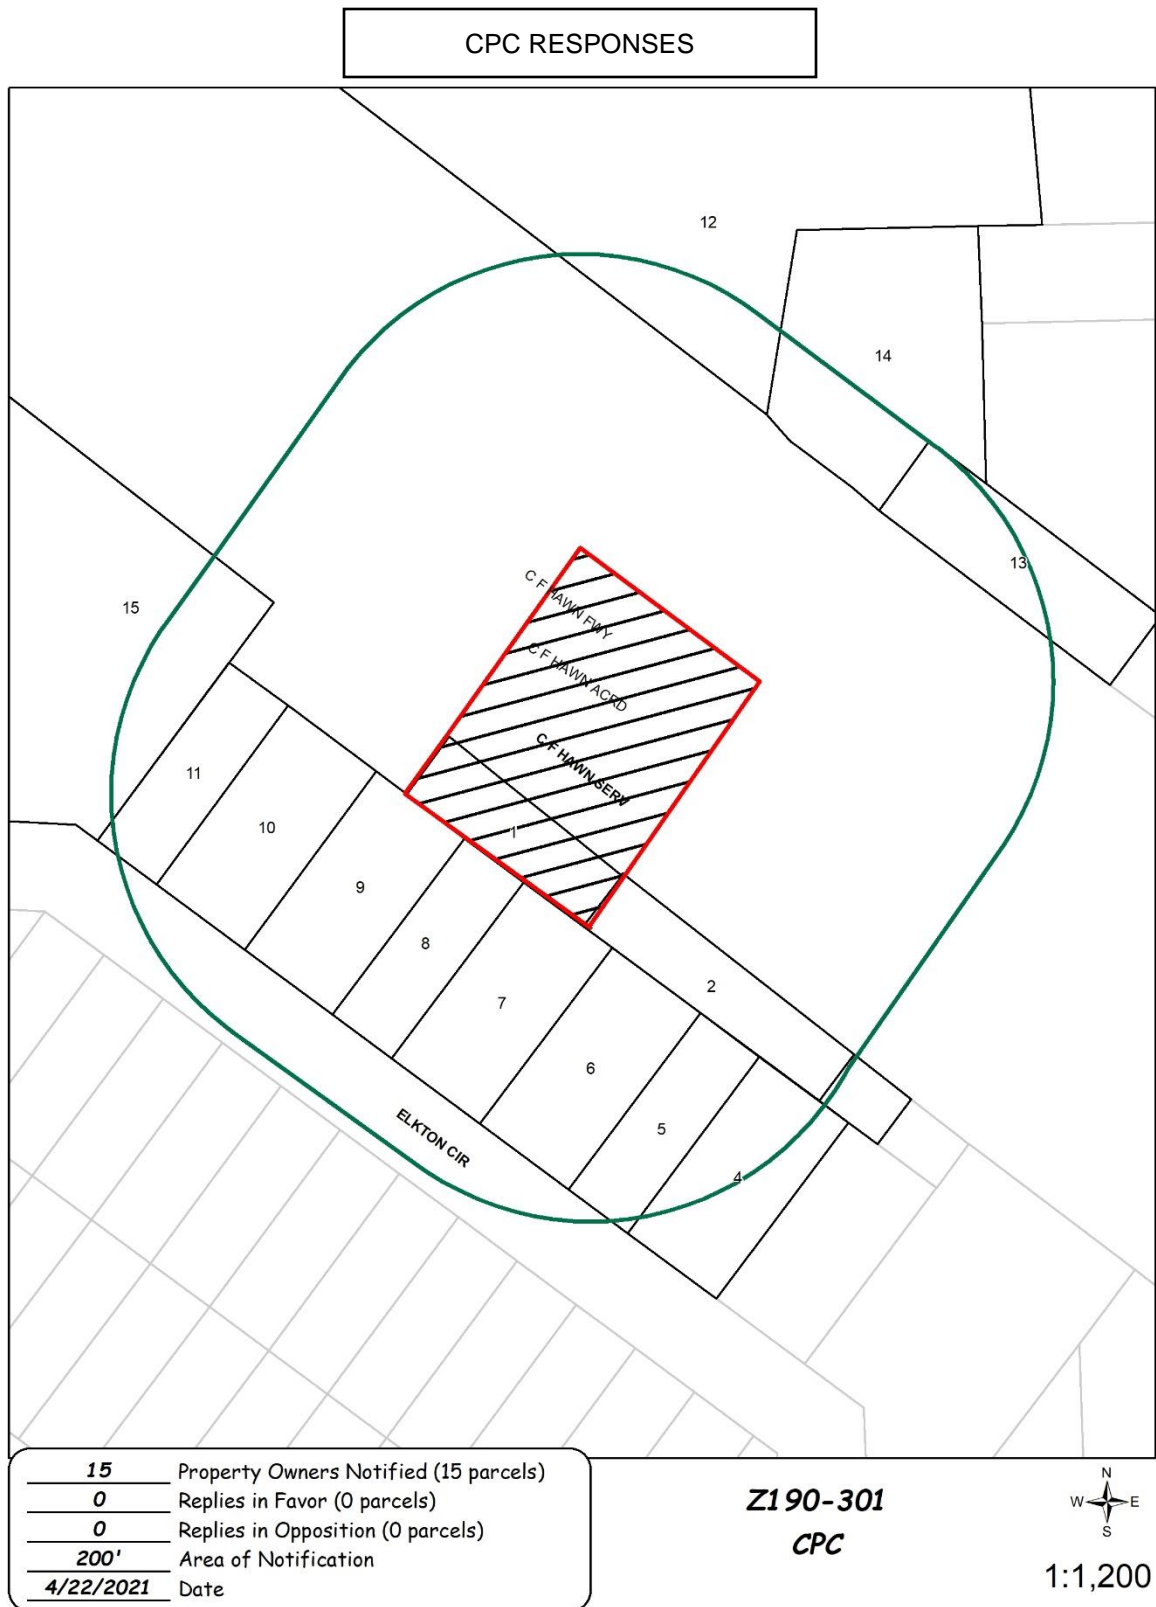 CPC RESPONSES
12
14
13
15
C F HAWN FWY
C F HAWN ACRD
C F HAWN SERV
1
11
10
9
8
7
2
6
5
4
ELKTON CIR
15 Property Owners Notified (15 parcels)
0 Replies in Favor (0 parcels)
0 Replies in Opposition (0 parcels)
200' Area of Notification
4/22/2021 Date
Z190-301
CPC
N
W E
S
1:1,200